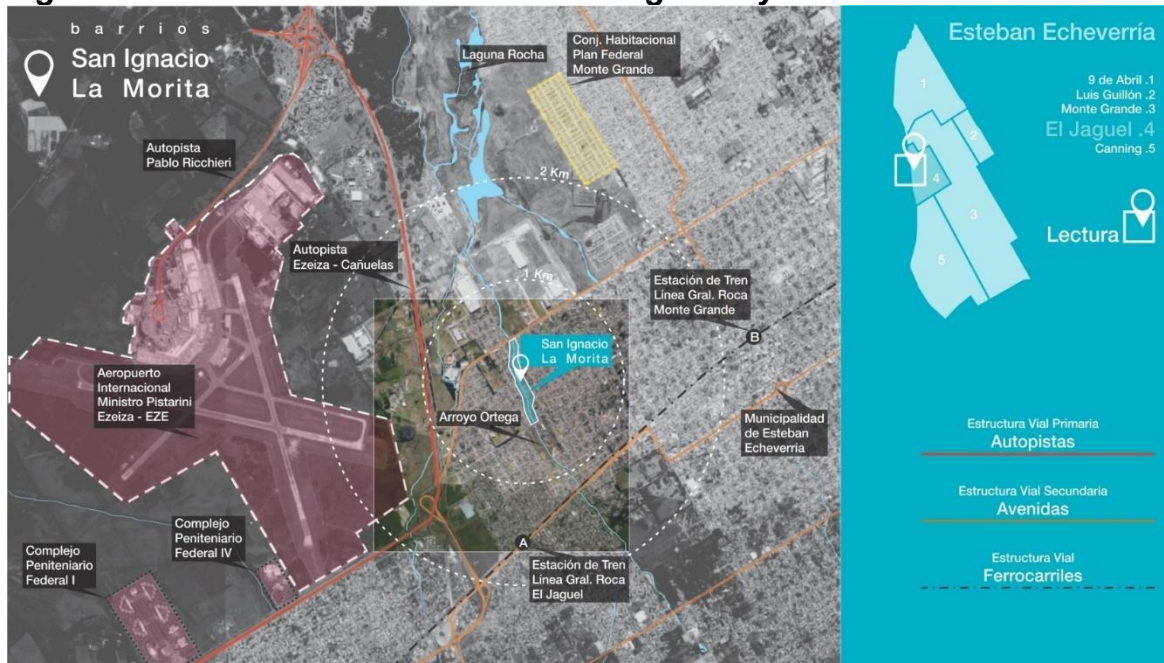 barrios
San Ignacio
La Morita
Autopista
Pablo Ricchieri
Laguna Rocha
Conj. Habitacional
Plan Federal
Monte Grande
2 Km
Autopista
Ezeiza - Cañuelas
1 Km
Estación de Tren
Línea Gral. Roca
Monte Grande
B
San Ignacio
La Morita
Aeropuerto
Internacional
Ministro Pistarini
Ezeiza - EZE
Arroyo Ortega
Municipalidad
de Esteban
Echeverría
Complejo
Penitenciario
Federal IV
Complejo
Penitenciario
Federal I
A
Estación de Tren
Línea Gral. Roca
El Jaguel
Esteban Echeverría
9 de Abril .1
Luis Guillón .2
Monte Grande .3
El Jaguel .4
Canning .5
1
2
4
3
5
Lectura
Estructura Vial Primaria
Autopistas
Estructura Vial Secundaria
Avenidas
Estructura Vial
Ferrocarriles